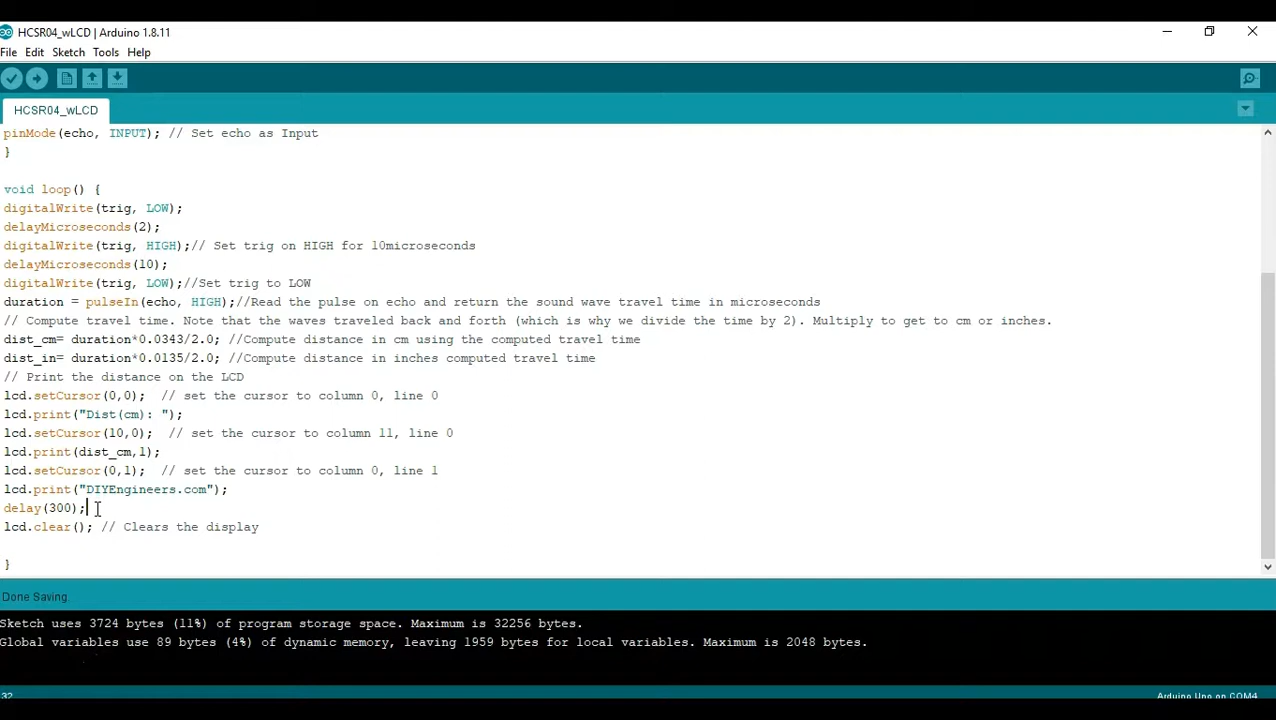 HCSR04_wLCD | Arduino 1.8.11
File Edit Sketch Tools Help
HCSR04_wLCD
pinMode(echo, INPUT); // Set echo as Input
}
void loop() {
digitalWrite(trig, LOW);
delayMicroseconds(2);
digitalWrite(trig, HIGH);// Set trig on HIGH for 10microseconds
delayMicroseconds(10);
digitalWrite(trig, LOW);//Set trig to LOW
duration = pulseIn(echo, HIGH);//Read the pulse on echo and return the sound wave travel time in microseconds
// Compute travel time. Note that the waves traveled back and forth (which is why we divide the time by 2). Multiply to get to cm or inches.
dist_cm= duration*0.0343/2.0; //Compute distance in cm using the computed travel time
dist_in= duration*0.0135/2.0; //Compute distance in inches computed travel time
// Print the distance on the LCD
lcd.setCursor(0,0);  // set the cursor to column 0, line 0
lcd.print("Dist(cm): ");
lcd.setCursor(10,0);  // set the cursor to column 11, line 0
lcd.print(dist_cm,1);
lcd.setCursor(0,1);  // set the cursor to column 0, line 1
lcd.print("DIYEngineers.com");
delay(300);
lcd.clear(); // Clears the display
}
Done Saving.
Sketch uses 3724 bytes (11%) of program storage space. Maximum is 32256 bytes.
Global variables use 89 bytes (4%) of dynamic memory, leaving 1959 bytes for local variables. Maximum is 2048 bytes.
32 Arduino Uno on COM4